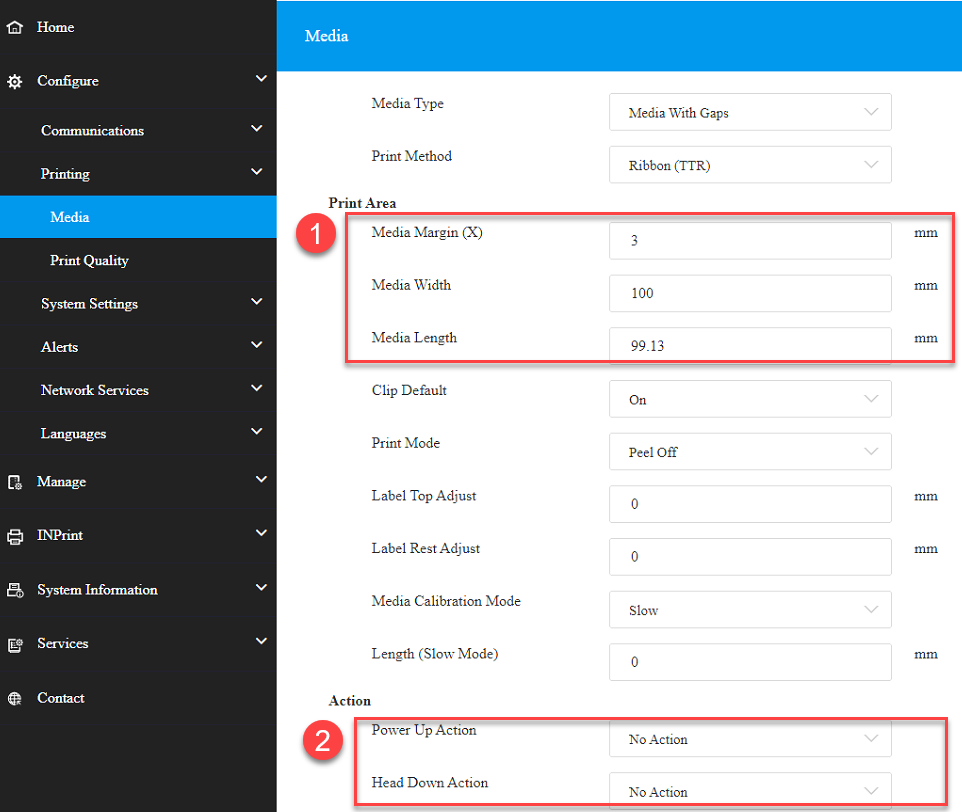 Home
Configure
Communications
Printing
Media
Print Quality
System Settings
Alerts
Network Services
Languages
Manage
INPrint
System Information
Services
Contact
Media
Media Type Media With Gaps
Print Method Ribbon (TTR)
Print Area
1
Media Margin (X) 3 mm
Media Width 100 mm
Media Length 99.13 mm
Clip Default On
Print Mode Peel Off
Label Top Adjust 0 mm
Label Rest Adjust 0 mm
Media Calibration Mode Slow
Length (Slow Mode) 0 mm
Action
2
Power Up Action No Action
Head Down Action No Action